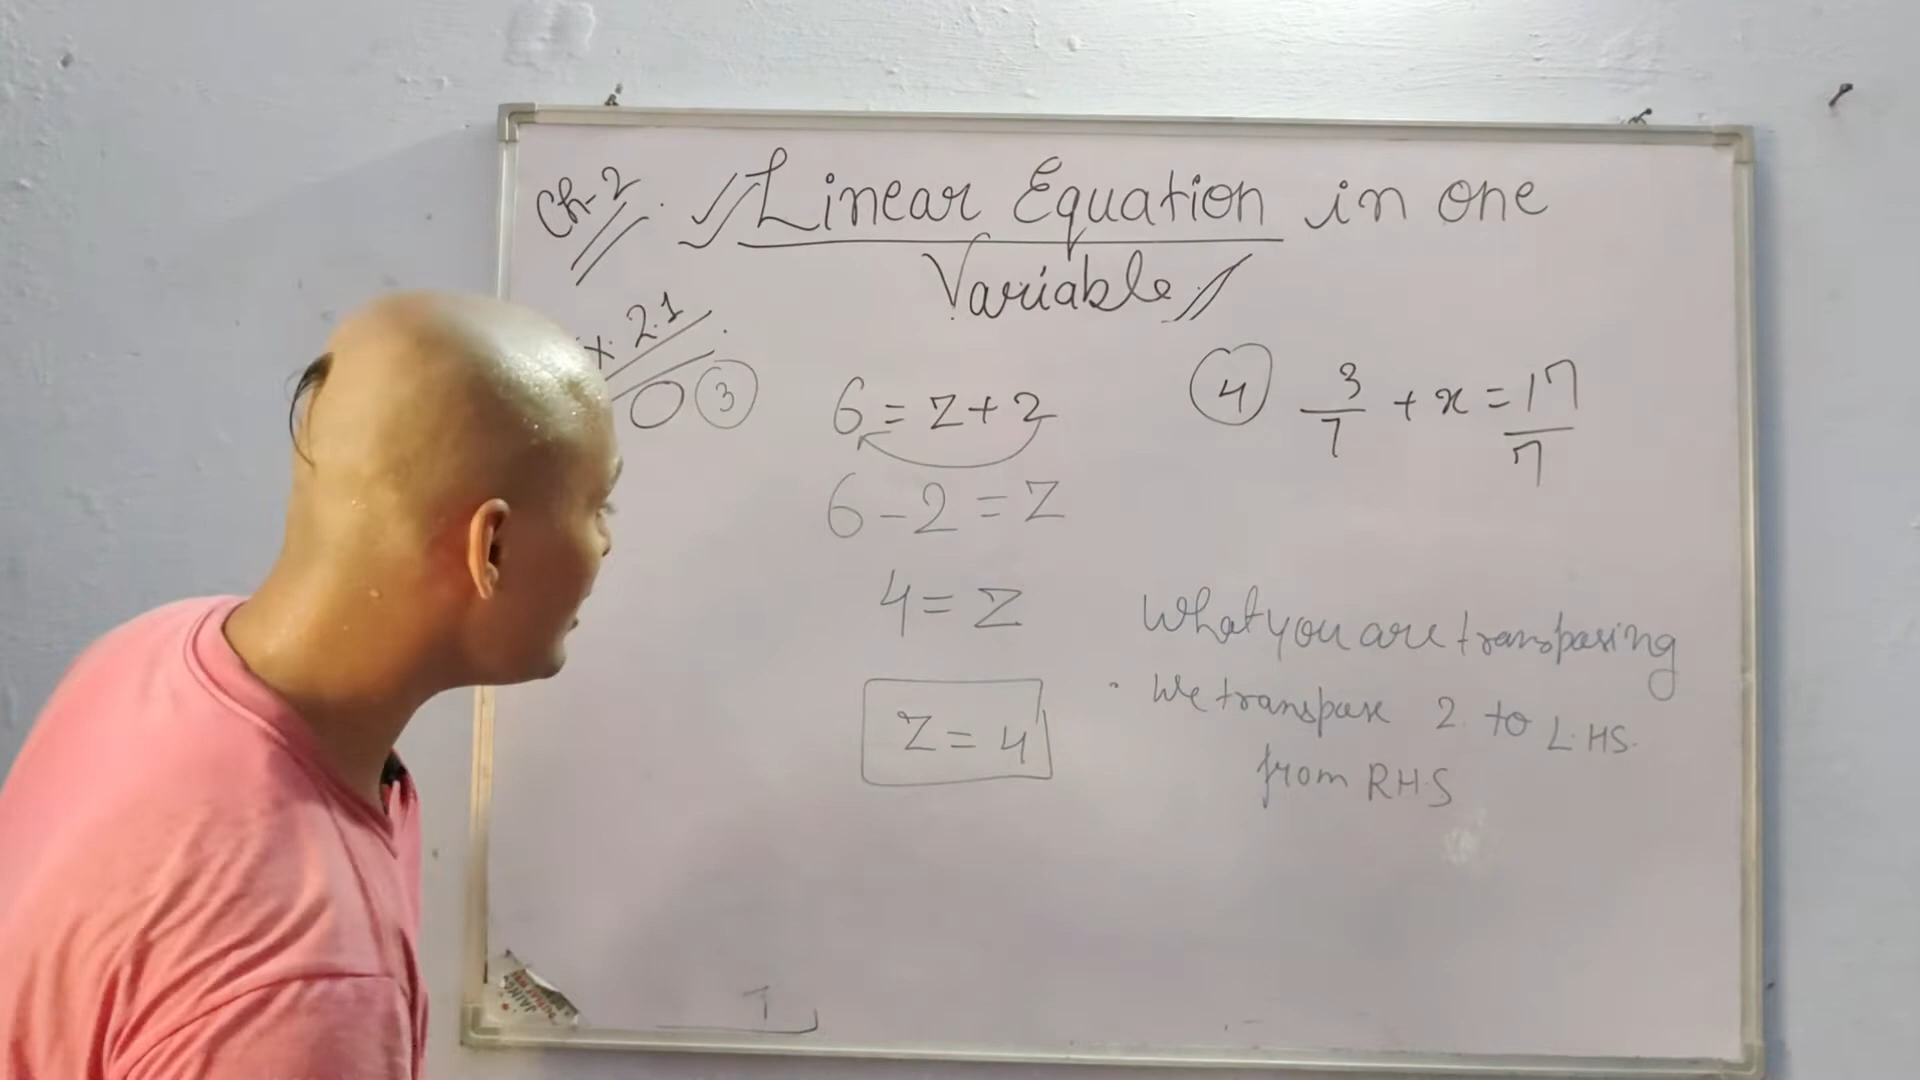 Ch-2. Linear Equation in one
Variable
x. 2.1
3 6 = z + 2
6 - 2 = z
4 = z
z = 4
4 3/7 + x = 17/7
What you are transposing
We transpose 2 to L.HS.
from RHS